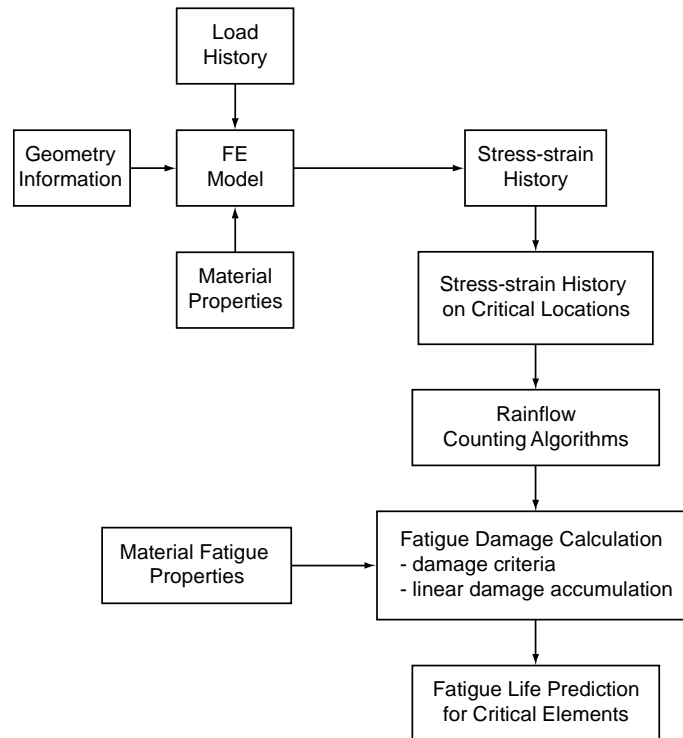 Load
History
Geometry
Information
FE
Model
Stress-strain
History
Material
Properties
Stress-strain History
on Critical Locations
Rainflow
Counting Algorithms
Material Fatigue
Properties
Fatigue Damage Calculation
- damage criteria
- linear damage accumulation
Fatigue Life Prediction
for Critical Elements